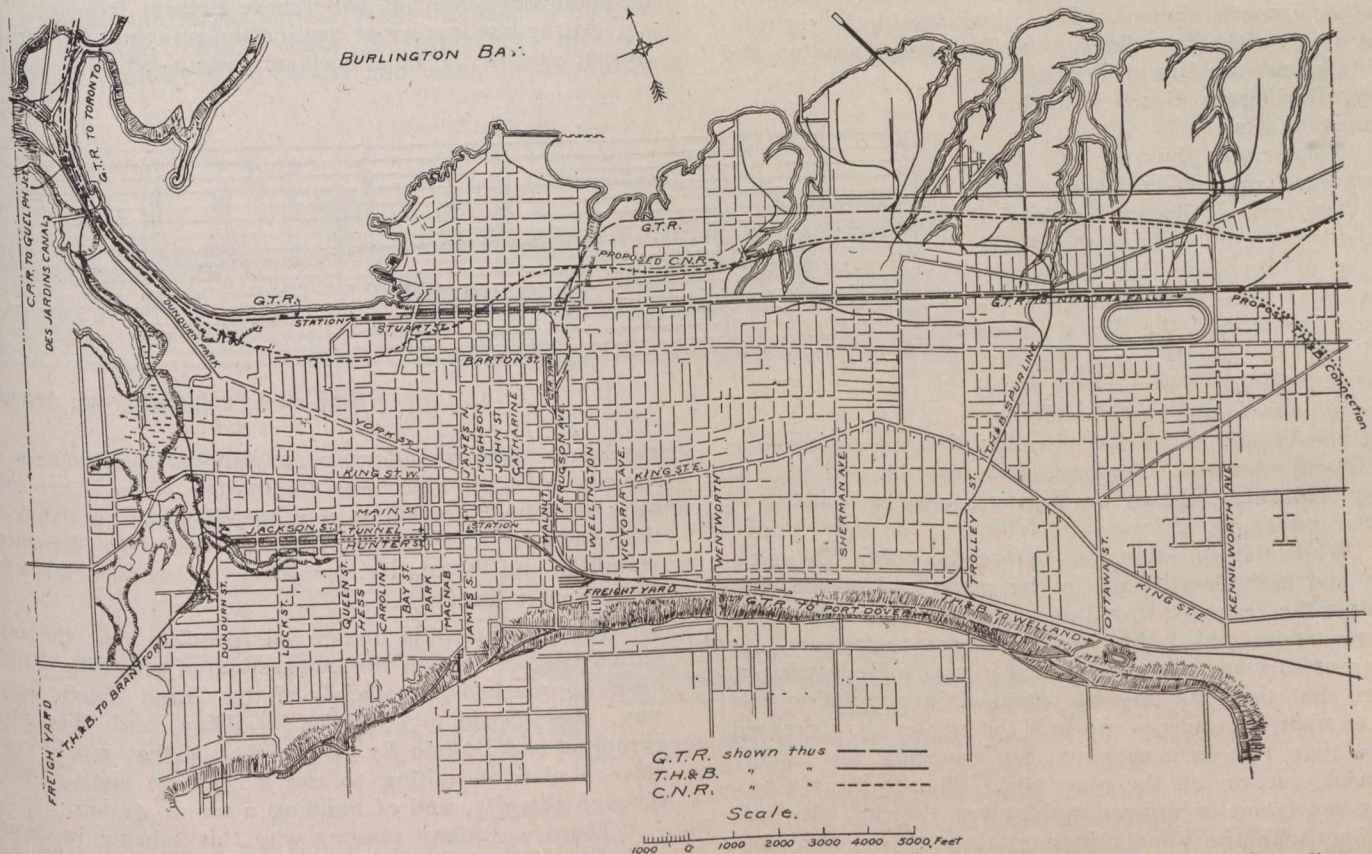 BURLINGTON BAY.
G.T.R. TO TORONTO
C.P.R. TO GUELPH JCT.
DES JARDINS CANAL
DUNDURN PARK
G.T.R.
G.T.R.
PROPOSED C.N.R.
STATION
STUART ST.
G.T.R. TO NIAGARA FALLS
PROPOSED T.H.&B.
CONNECTION
BARTON ST.
G.T.R. YARD
T.H.&B SPUR LINE
YORK ST.
JAMES N.
HUGHSON
JOHN ST
CATHARINE
FERGUSON AVE.
WALNUT
WELLINGTON
VICTORIA AVE.
KING ST. W.
KING ST. E.
MAIN ST
JACKSON ST.
TUNNEL
HUNTER ST
STATION
WENTWORTH
SHERMAN AVE.
TROLLEY ST.
OTTAWA ST.
KENNILWORTH AVE.
KING ST. E.
DUNDURN ST.
LOCKE ST.
QUEEN ST.
HESS
CAROLINE
BAY ST.
PARK
MACNAB
JAMES S.
FREIGHT YARD
G.T.R. TO PORT DOVER
T.H.&B. TO WELLAND
FREIGH YARD
T.H.&B. TO BRANTFORD
G.T.R. shown thus
T.H.&B. " "
C.N.R. " "
Scale.
1000 0 1000 2000 3000 4000 5000 Feet